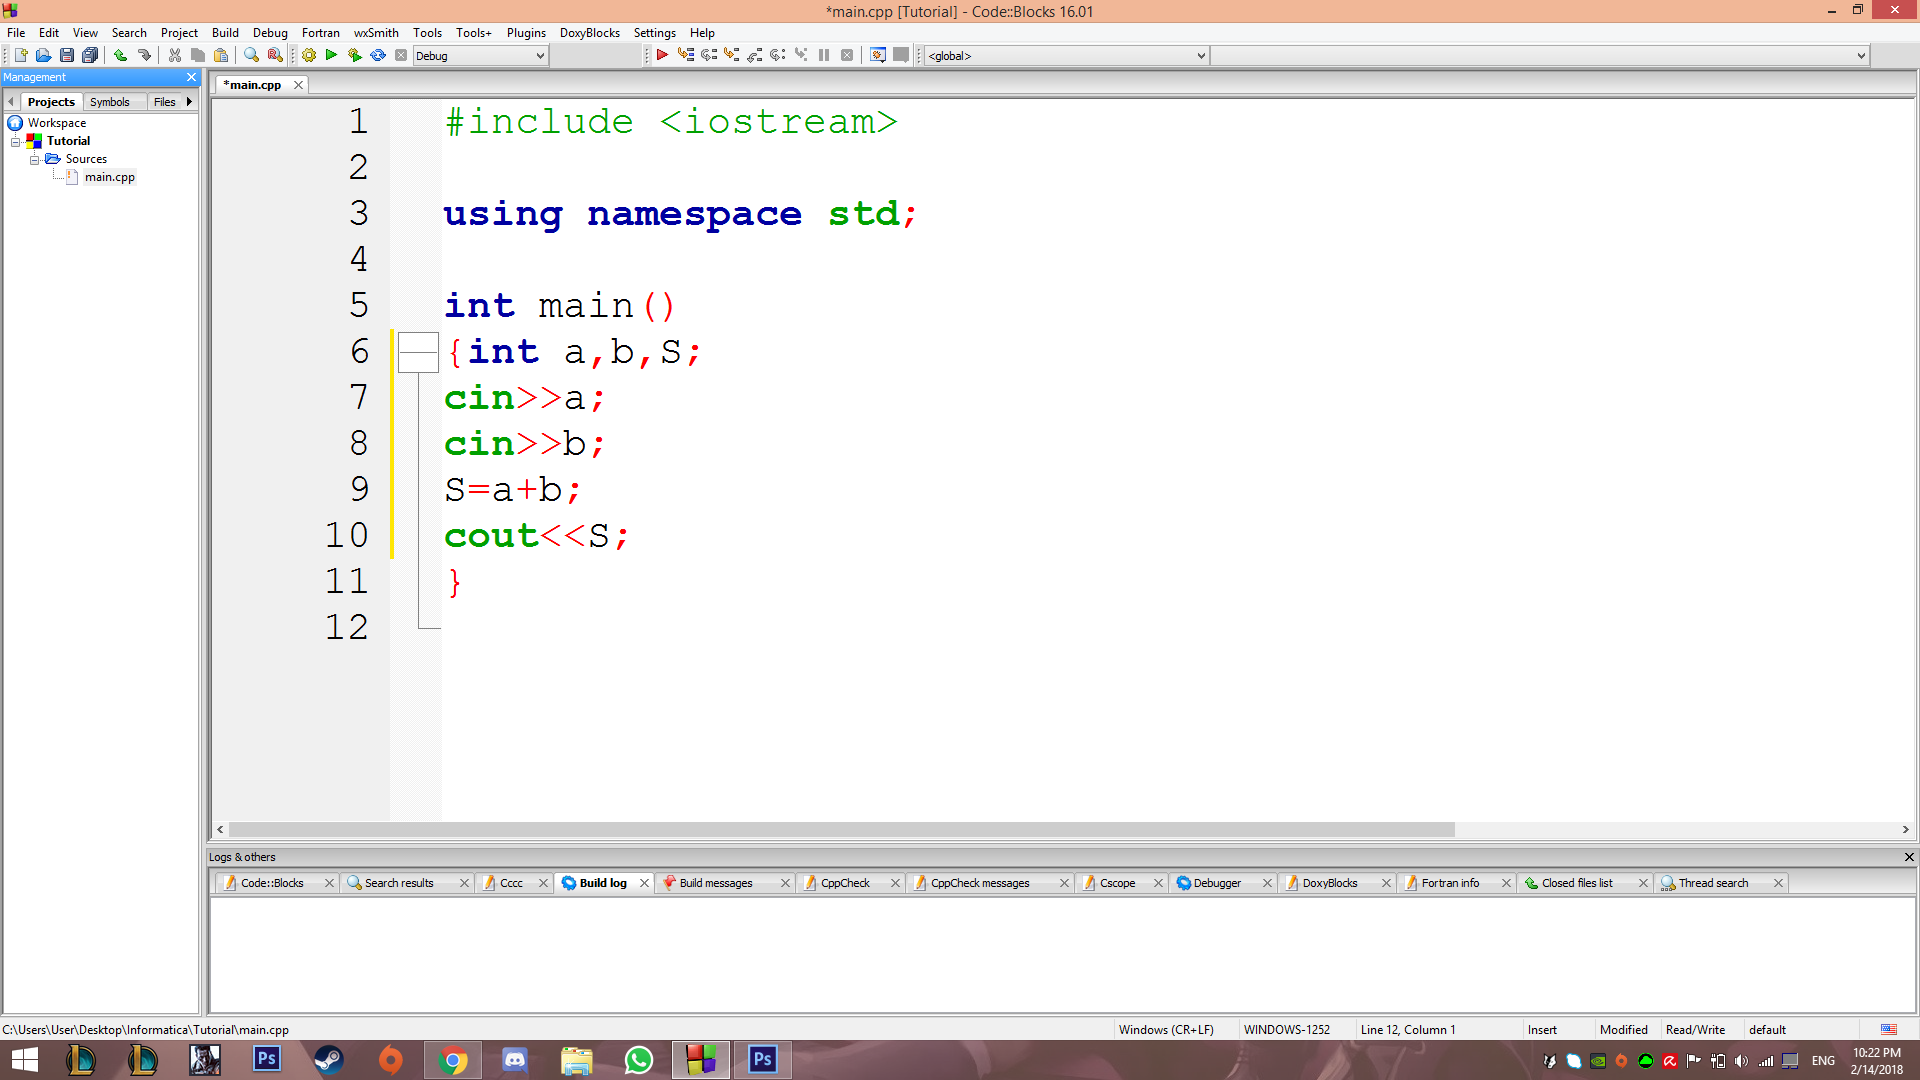 *main.cpp [Tutorial] - Code::Blocks 16.01
File Edit View Search Project Build Debug Fortran wxSmith Tools Tools+ Plugins DoxyBlocks Settings Help
Debug
<global>
Management
*main.cpp
Projects Symbols Files
Workspace
Tutorial
Sources
main.cpp
1 #include <iostream>
2
3 using namespace std;
4
5 int main()
6 {int a,b,S;
7 cin>>a;
8 cin>>b;
9 S=a+b;
10 cout<<S;
11 }
12
Logs & others
Code::Blocks Search results Cccc Build log Build messages CppCheck CppCheck messages Cscope Debugger DoxyBlocks Fortran info Closed files list Thread search
C:\Users\User\Desktop\Informatica\Tutorial\main.cpp Windows (CR+LF) WINDOWS-1252 Line 12, Column 1 Insert Modified Read/Write default
Ps
Ps
ENG
10:22 PM
2/14/2018